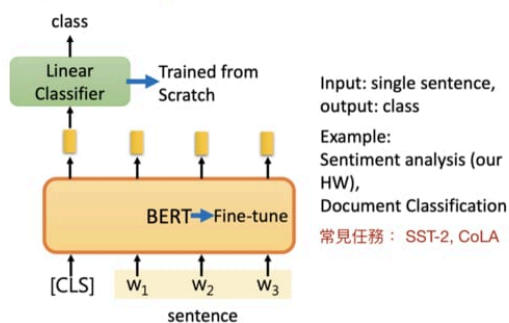 class
Linear
Classifier
Trained from
Scratch
BERT
Fine-tune
[CLS]
w1
w2
w3
sentence
Input: single sentence,
output: class
Example:
Sentiment analysis (our
HW),
Document Classification
常見任務： SST-2, CoLA